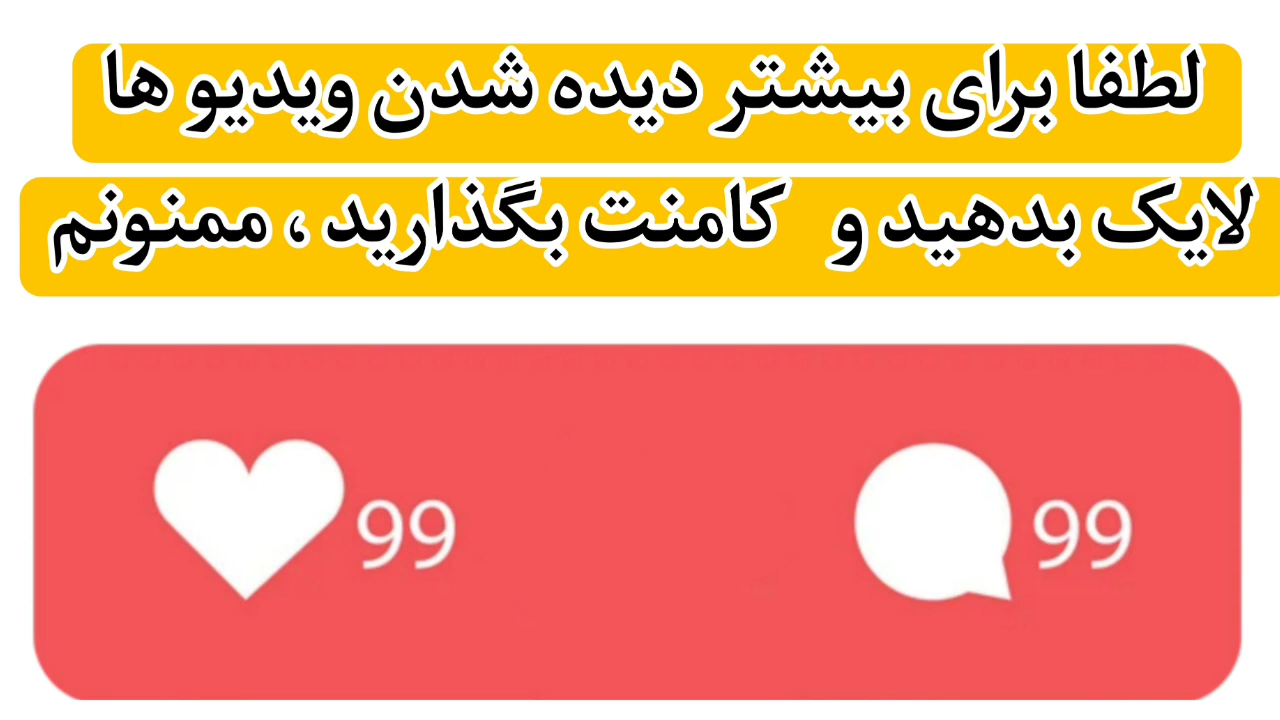 لطفا برای بیشتر دیده شدن ویدیو ها
لایک بدهید و کامنت بگذارید ، ممنونم
99 99